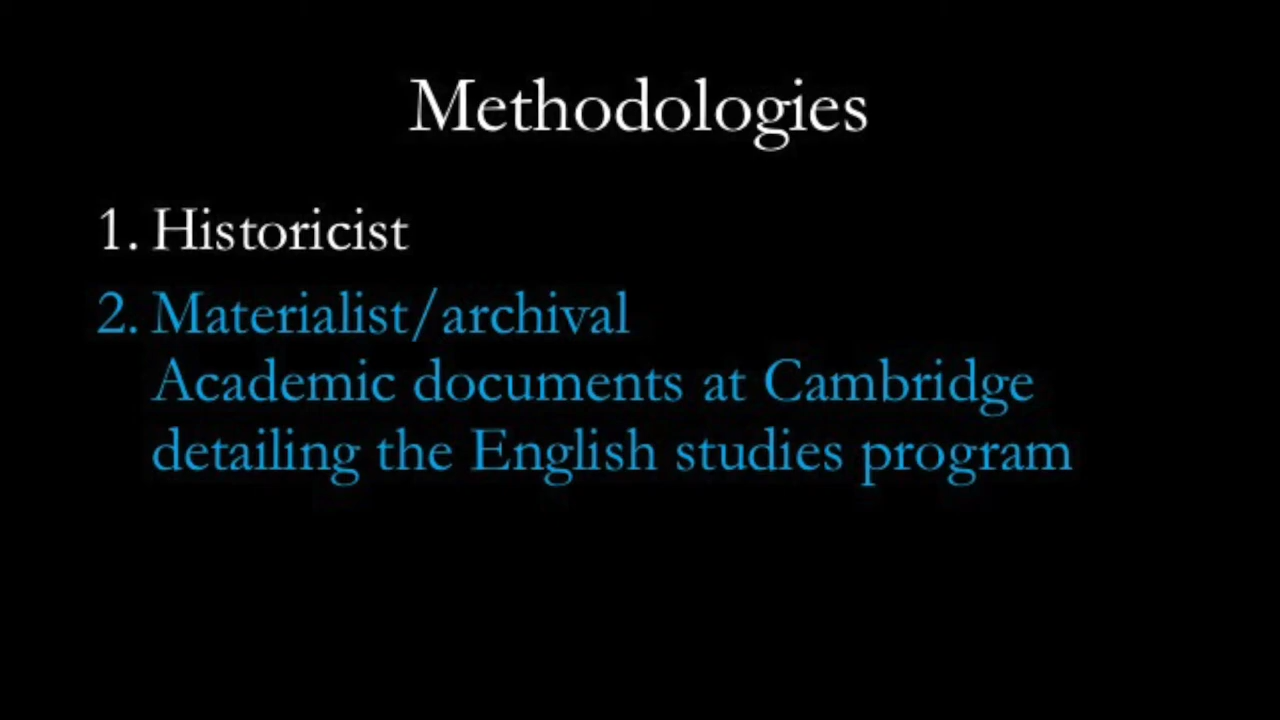 Methodologies
1. Historicist
2. Materialist/archival
Academic documents at Cambridge
detailing the English studies program